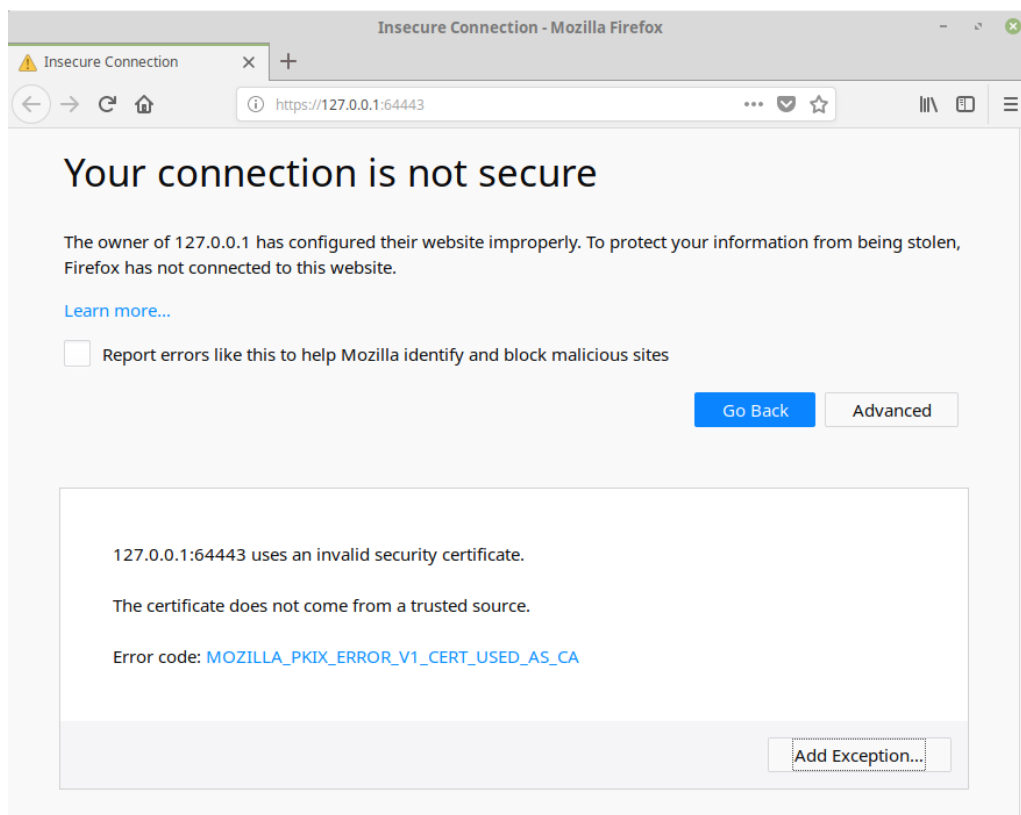 Insecure Connection - Mozilla Firefox
Insecure Connection
https://127.0.0.1:64443
Your connection is not secure
The owner of 127.0.0.1 has configured their website improperly. To protect your information from being stolen,
Firefox has not connected to this website.
Learn more...
Report errors like this to help Mozilla identify and block malicious sites
Go Back Advanced
127.0.0.1:64443 uses an invalid security certificate.
The certificate does not come from a trusted source.
Error code: MOZILLA_PKIX_ERROR_V1_CERT_USED_AS_CA
Add Exception...